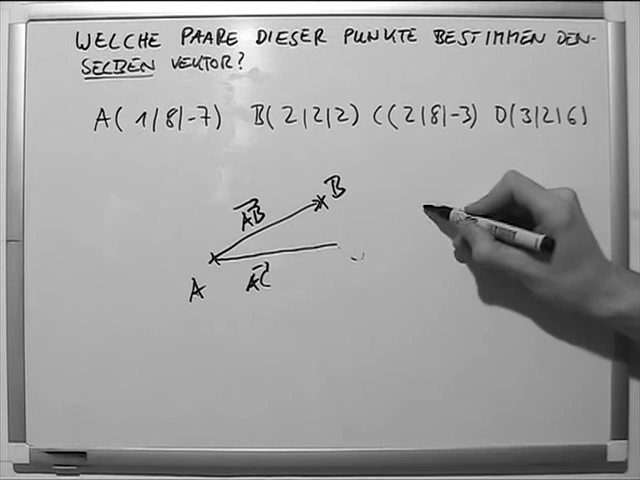 WELCHE PAARE DIESER PUNKTE BESTIMMEN DEN-
SELBEN VEKTOR?
A(1|8|-7) B(2|2|2) C(2|8|-3) D(3|2|6)
B
AB
A
AC